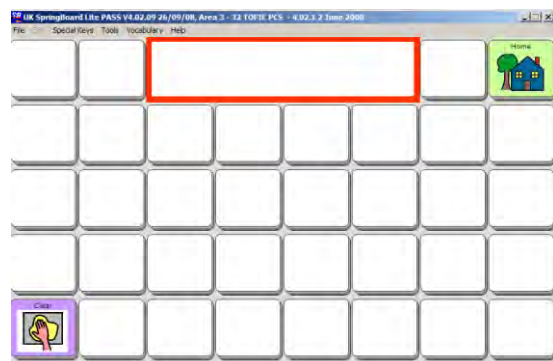 UK SpringBoard Lite PASS V4.02.09 26/09/08, Area 3 - 32 TOFIE PCS - 4.02.3 2 June 2008
File Special Keys Tools Vocabulary Help
Home
Clear